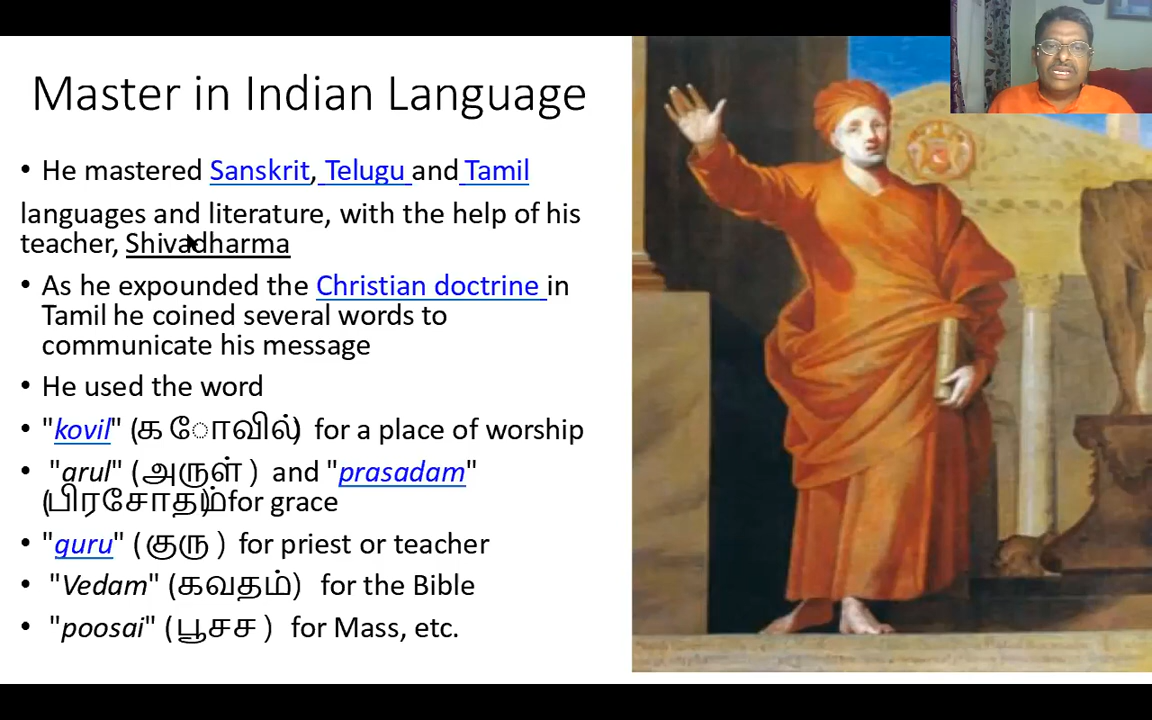 Master in Indian Language
• He mastered Sanskrit, Telugu and Tamil
languages and literature, with the help of his
teacher, Shivadharma
• As he expounded the Christian doctrine in
Tamil he coined several words to
communicate his message
• He used the word
• "kovil" (க ோவில்) for a place of worship
• "arul" (அருள் ) and "prasadam"
(பிரசோதம்) for grace
• "guru" (குரு ) for priest or teacher
• "Vedam" (கவதம்) for the Bible
• "poosai" (பூசச ) for Mass, etc.